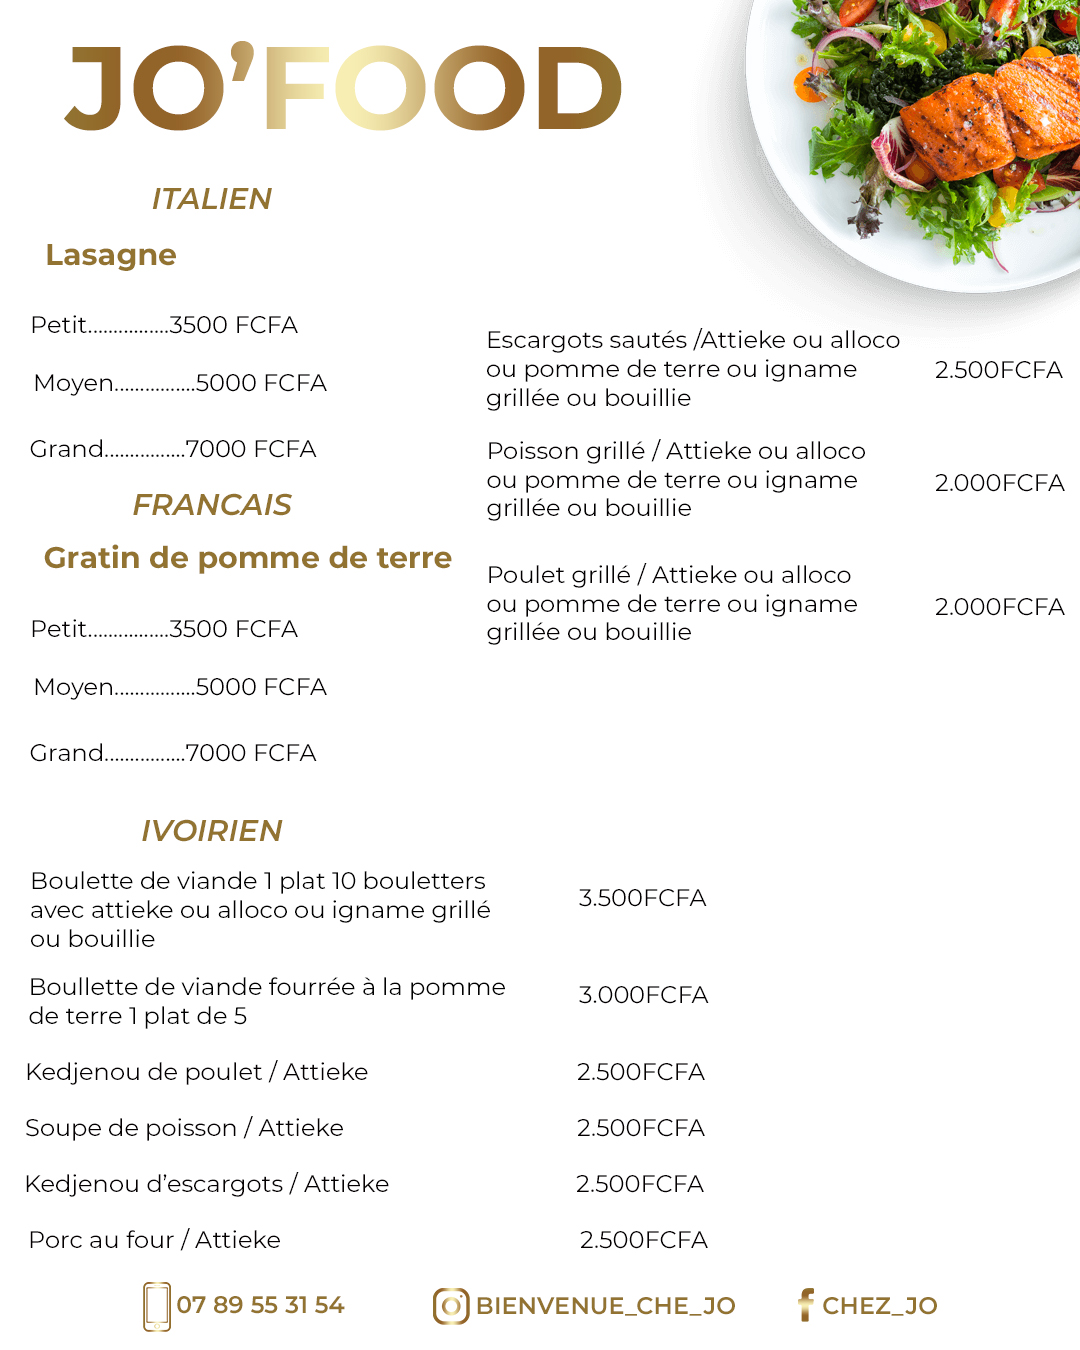 JO’FOOD
ITALIEN
Lasagne
Petit...............3500 FCFA
Moyen...............5000 FCFA
Grand...............7000 FCFA
FRANCAIS
Gratin de pomme de terre
Petit...............3500 FCFA
Moyen...............5000 FCFA
Grand...............7000 FCFA
Escargots sautés /Attieke ou alloco
ou pomme de terre ou igname
grillée ou bouillie
2.500FCFA
Poisson grillé / Attieke ou alloco
ou pomme de terre ou igname
grillée ou bouillie
2.000FCFA
Poulet grillé / Attieke ou alloco
ou pomme de terre ou igname
grillée ou bouillie
2.000FCFA
IVOIRIEN
Boulette de viande 1 plat 10 bouletters
avec attieke ou alloco ou igname grillé
ou bouillie
3.500FCFA
Boullette de viande fourrée à la pomme
de terre 1 plat de 5
3.000FCFA
Kedjenou de poulet / Attieke 2.500FCFA
Soupe de poisson / Attieke 2.500FCFA
Kedjenou d’escargots / Attieke 2.500FCFA
Porc au four / Attieke 2.500FCFA
07 89 55 31 54 BIENVENUE_CHE_JO CHEZ_JO